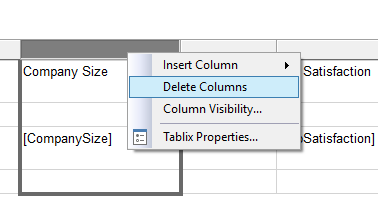 Company Size
Insert Column
Satisfaction
Delete Columns
Column Visibility...
[CompanySize]
Tablix Properties...
Satisfaction]